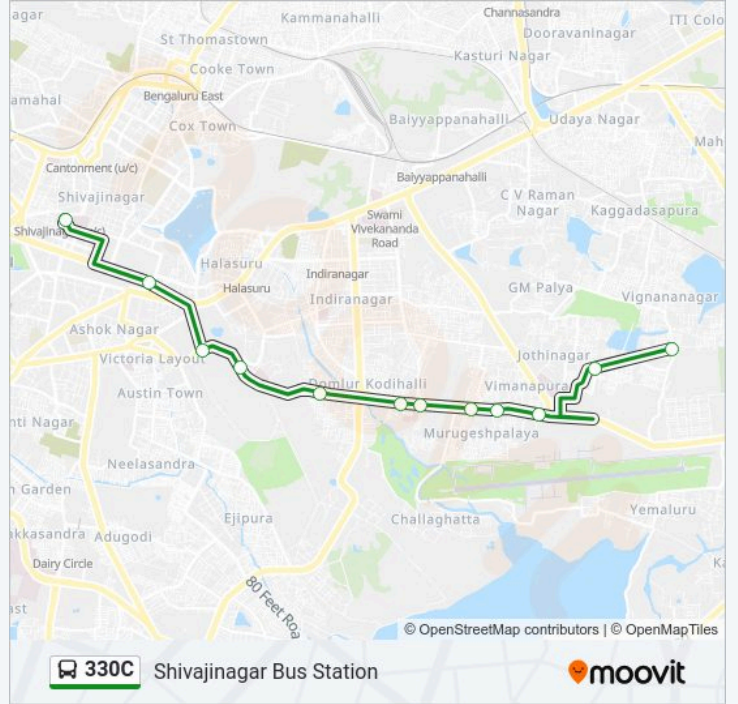 agar
Kammanahalli
Channasandra
ITI Colo
Dooravaninagar
St Thomastown
Kasturi Nagar
Cooke Town
Bengaluru East
amahal
Baiyyappanahalli
Udaya Nagar
Cox Town
Mah
Cantonment (u/c)
Baiyyappanahalli
Shivajinagar
C V Raman
Nagar
Kaggadasapura
Swami
Vivekananda
Road
Halasuru
Indiranagar
Halasuru
GM Palya
Vignananagar
Indiranagar
Ashok Nagar
Jothinagar
Victoria Layout
Domlur
Kodihalli
Vimanapura
Austin Town
nti Nagar
Murugeshpalaya
Neelasandra
n Garden
Yemaluru
Ejipura
Challaghatta
kkasandra
Adugodi
Dairy Circle
Ka
80 Feet Roa
ast
© OpenStreetMap contributors | © OpenMapTiles
330C
Shivajinagar Bus Station
moovit